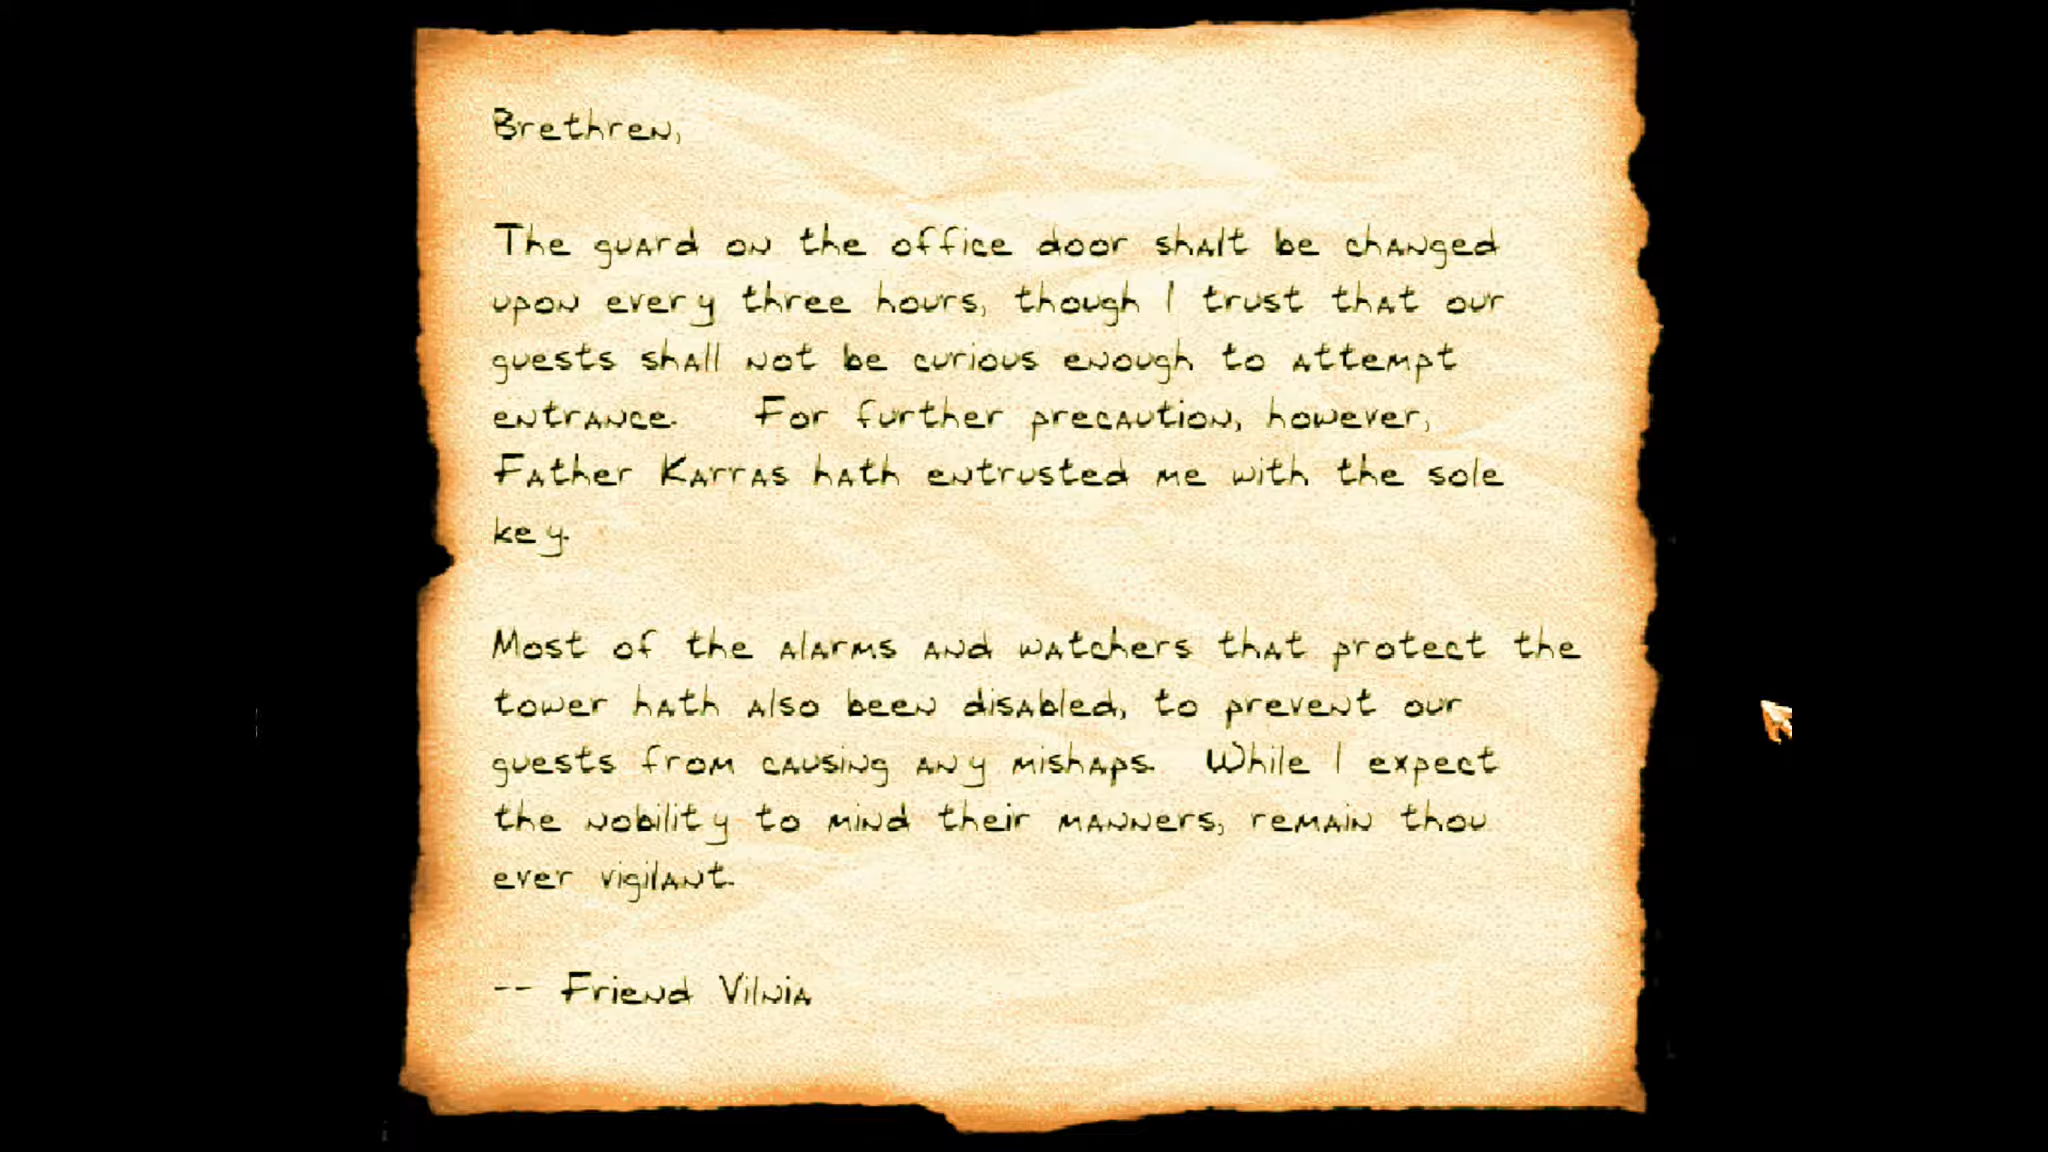 Brethren,
The guard on the office door shalt be changed
upon every three hours, though I trust that our
guests shall not be curious enough to attempt
entrance. For further precaution, however,
Father Karras hath entrusted me with the sole
key.
Most of the alarms and watchers that protect the
tower hath also been disabled, to prevent our
guests from causing any mishaps. While I expect
the nobility to mind their manners, remain thou
ever vigilant.
-- Friend Vilnia